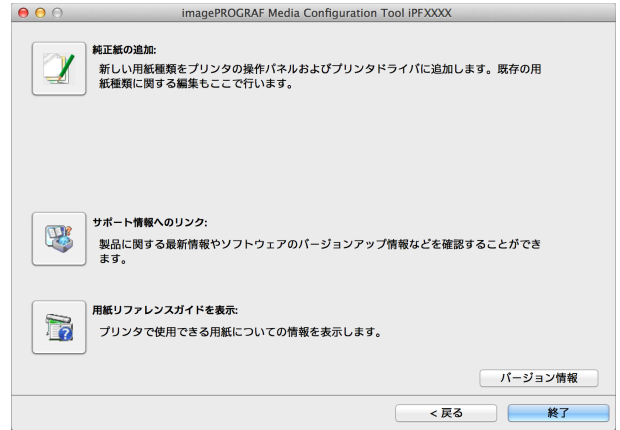 imagePROGRAF Media Configuration Tool iPFXXXX
純正紙の追加:
新しい用紙種類をプリンタの操作パネルおよびプリンタドライバに追加します。既存の用
紙種類に関する編集もここで行います。
サポート情報へのリンク:
製品に関する最新情報やソフトウェアのバージョンアップ情報などを確認することができ
ます。
用紙リファレンスガイドを表示:
プリンタで使用できる用紙についての情報を表示します。
バージョン情報
< 戻る
終了